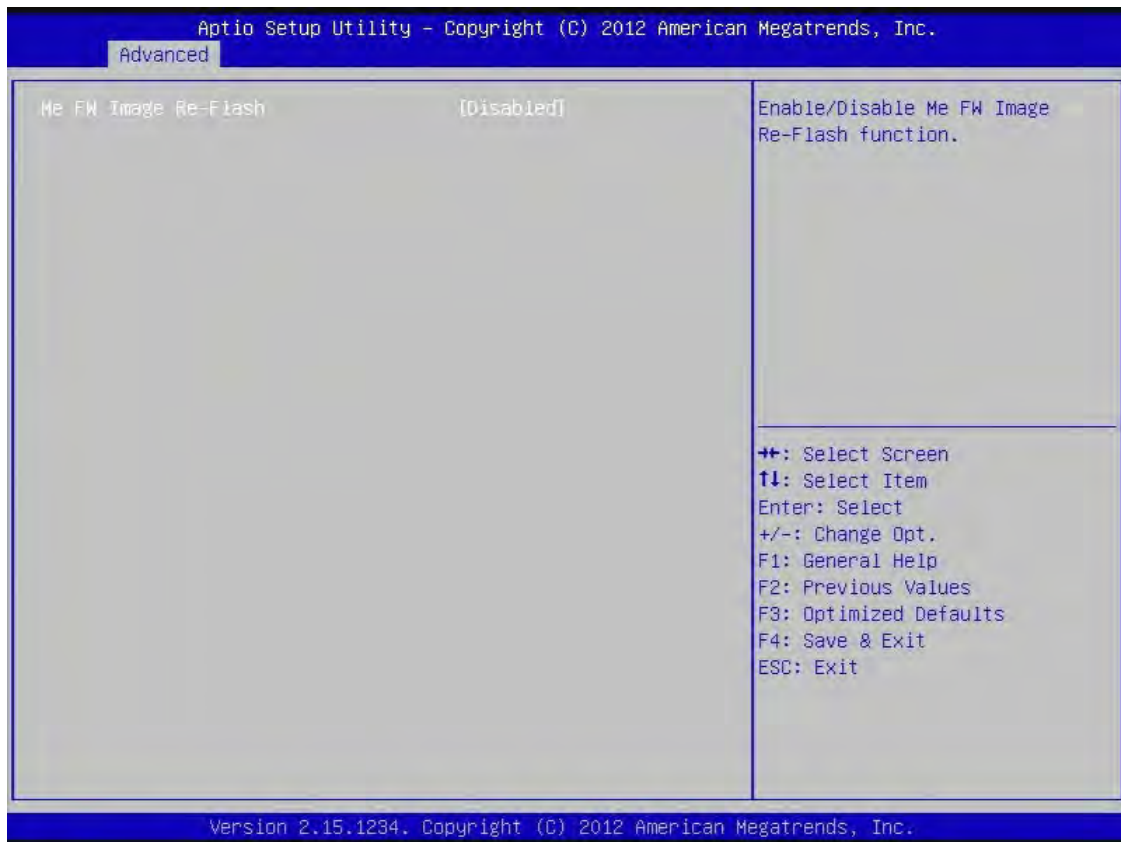 Aptio Setup Utility – Copyright (C) 2012 American Megatrends, Inc.
Advanced
Me FW Image Re-Flash [Disabled]
Enable/Disable Me FW Image
Re-Flash function.
→←: Select Screen
↑↓: Select Item
Enter: Select
+/-: Change Opt.
F1: General Help
F2: Previous Values
F3: Optimized Defaults
F4: Save & Exit
ESC: Exit
Version 2.15.1234. Copyright (C) 2012 American Megatrends, Inc.